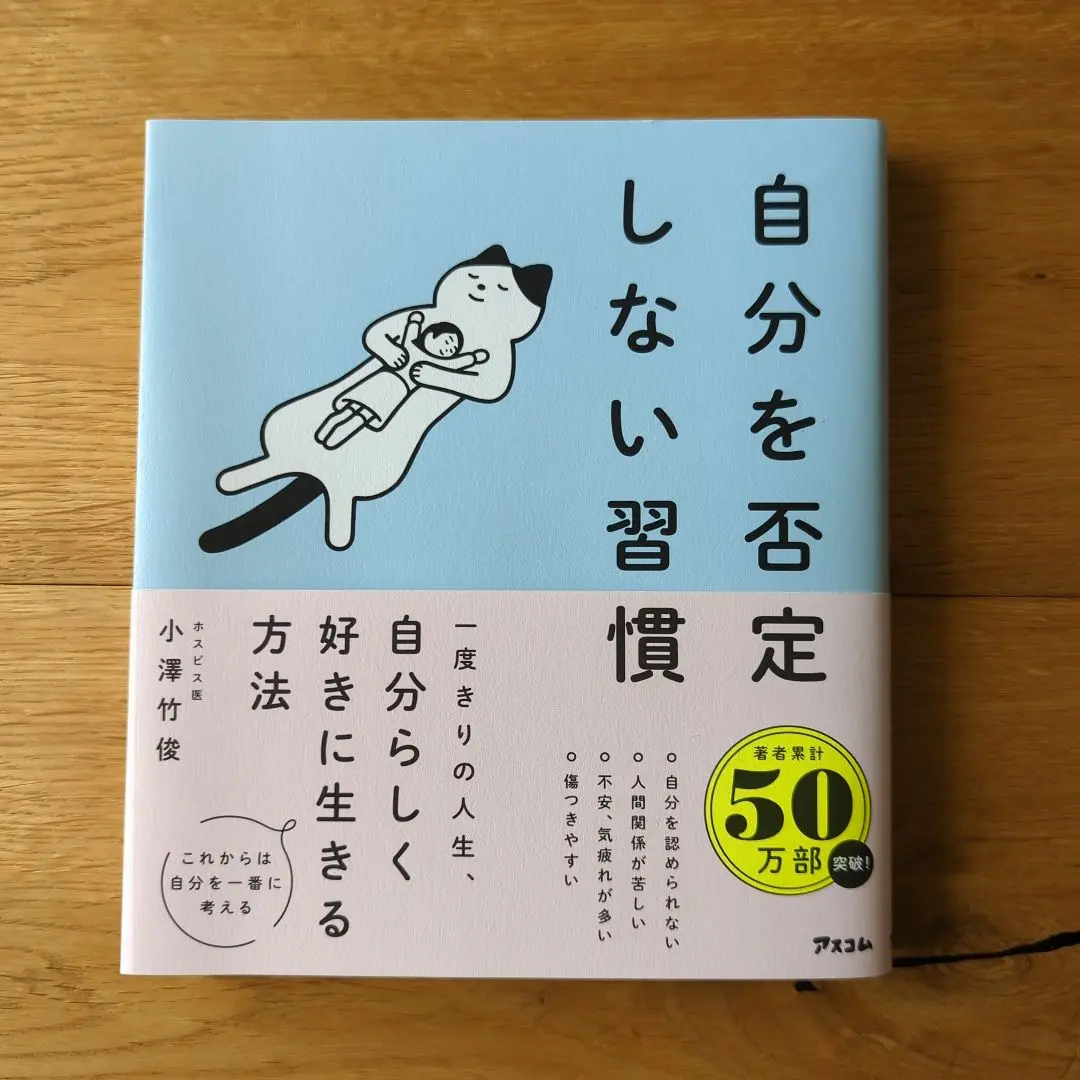 自分を否定
しない習慣
一度きりの人生、
自分らしく
好きに生きる
方法
ホスピス医
小澤竹俊
自分を認められない
人間関係が苦しい
不安、気疲れが多い
傷つきやすい
著者累計
50
万部
突破!
これからは
自分を一番に
考える
アスコム